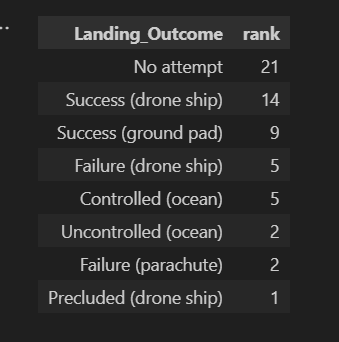 Landing_Outcome rank
No attempt 21
Success (drone ship) 14
Success (ground pad) 9
Failure (drone ship) 5
Controlled (ocean) 5
Uncontrolled (ocean) 2
Failure (parachute) 2
Precluded (drone ship) 1